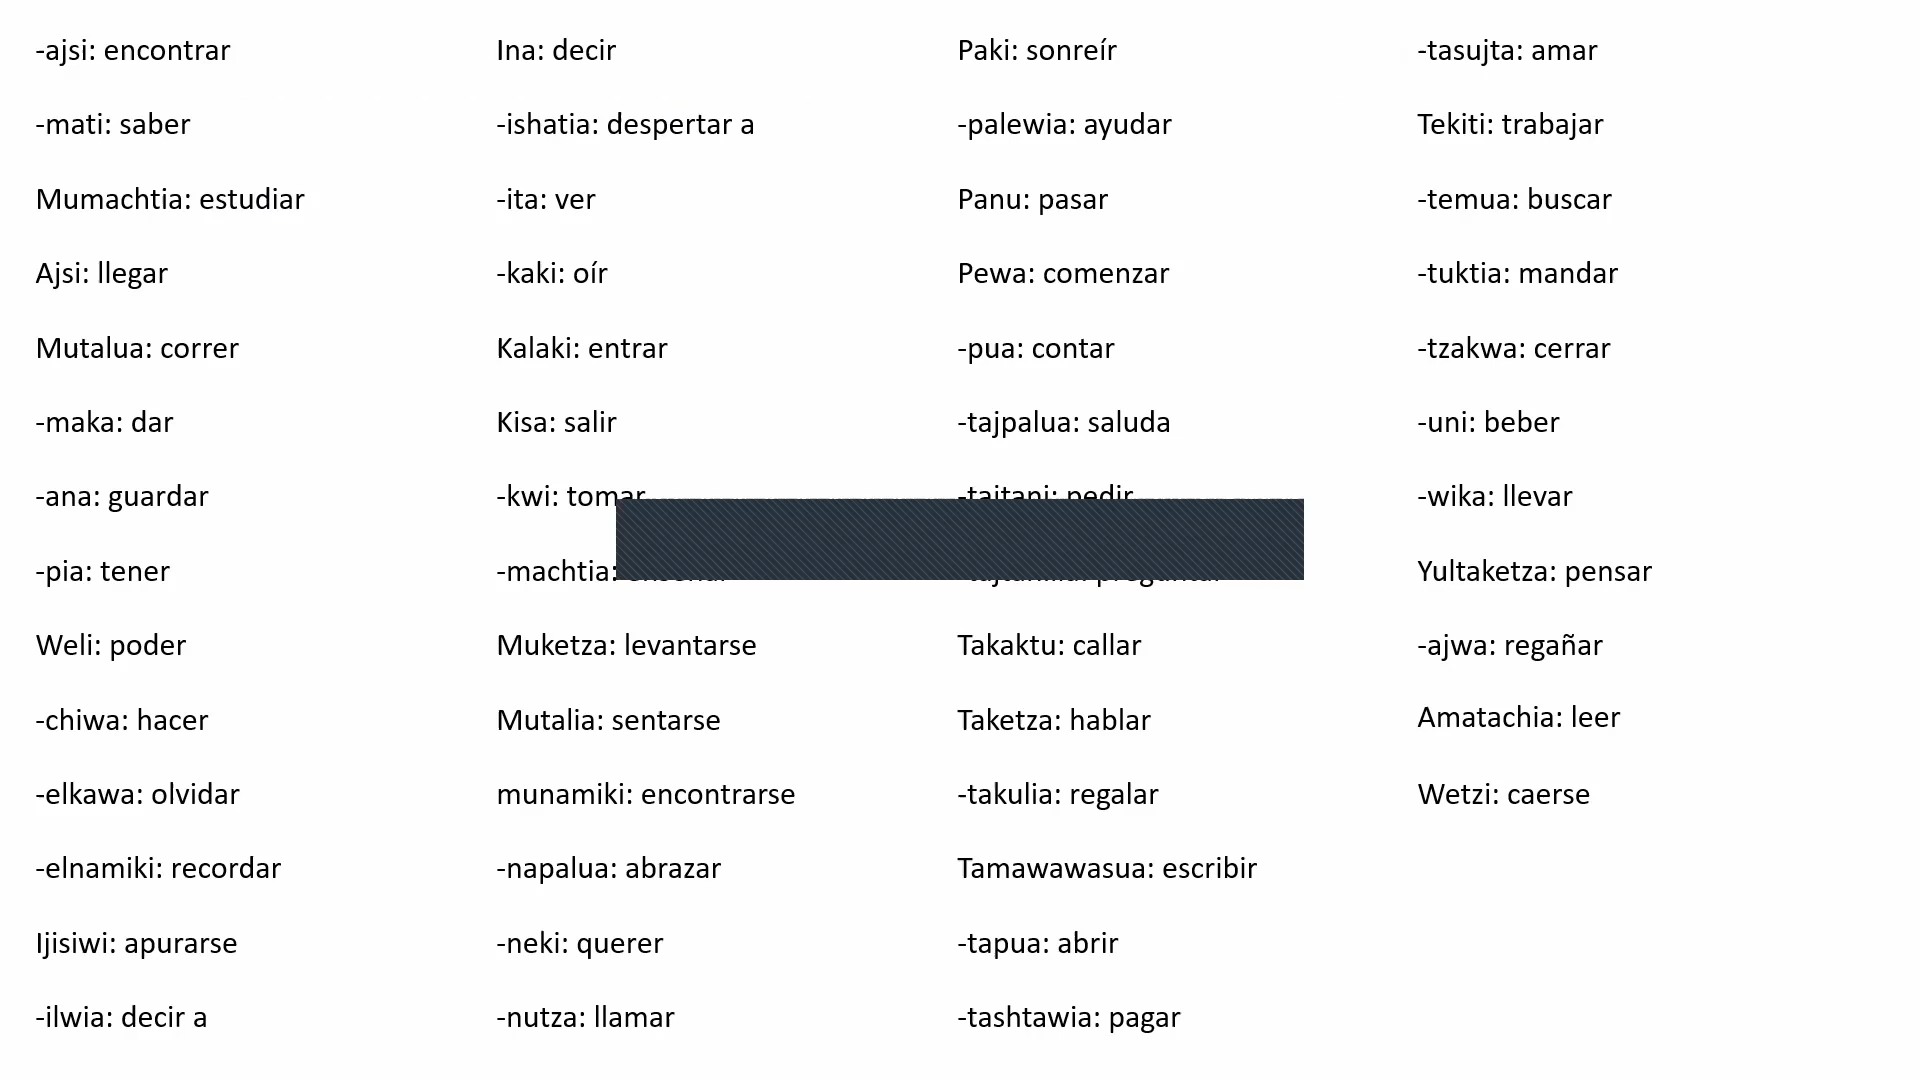 -ajsi: encontrar
-mati: saber
Mumachtia: estudiar
Ajsi: llegar
Mutalua: correr
-maka: dar
-ana: guardar
-pia: tener
Weli: poder
-chiwa: hacer
-elkawa: olvidar
-elnamiki: recordar
Ijisiwi: apurarse
-ilwia: decir a
Ina: decir
-ishatia: despertar a
-ita: ver
-kaki: oír
Kalaki: entrar
Kisa: salir
-kwi: tomar
-machtia:
Muketza: levantarse
Mutalia: sentarse
munamiki: encontrarse
-napalua: abrazar
-neki: querer
-nutza: llamar
Paki: sonreír
-palewia: ayudar
Panu: pasar
Pewa: comenzar
-pua: contar
-tajpalua: saluda
pedir
Takaktu: callar
Taketza: hablar
-takulia: regalar
Tamawawasua: escribir
-tapua: abrir
-tashtawia: pagar
-tasujta: amar
Tekiti: trabajar
-temua: buscar
-tuktia: mandar
-tzakwa: cerrar
-uni: beber
-wika: llevar
Yultaketza: pensar
-ajwa: regañar
Amatachia: leer
Wetzi: caerse